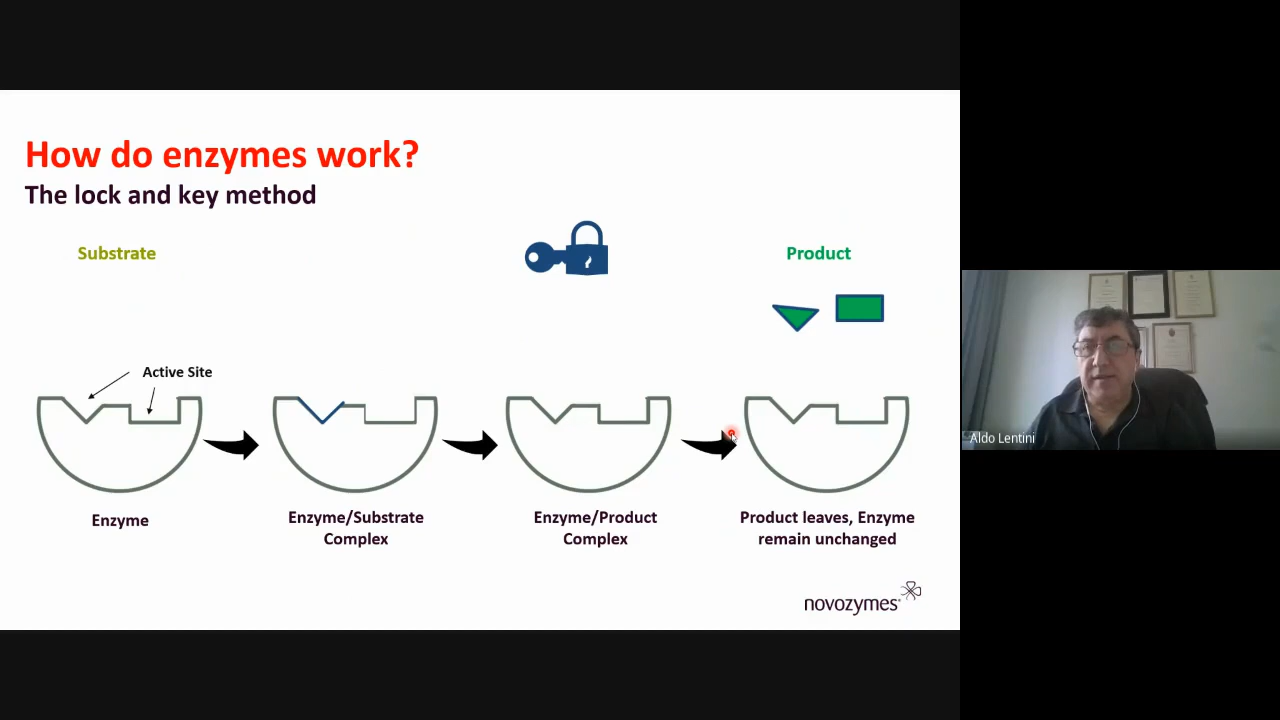 How do enzymes work?
The lock and key method
Substrate
Product
Active Site
Enzyme
Enzyme/Substrate
Complex
Enzyme/Product
Complex
Product leaves, Enzyme
remain unchanged
novozymes
Aldo Lentini